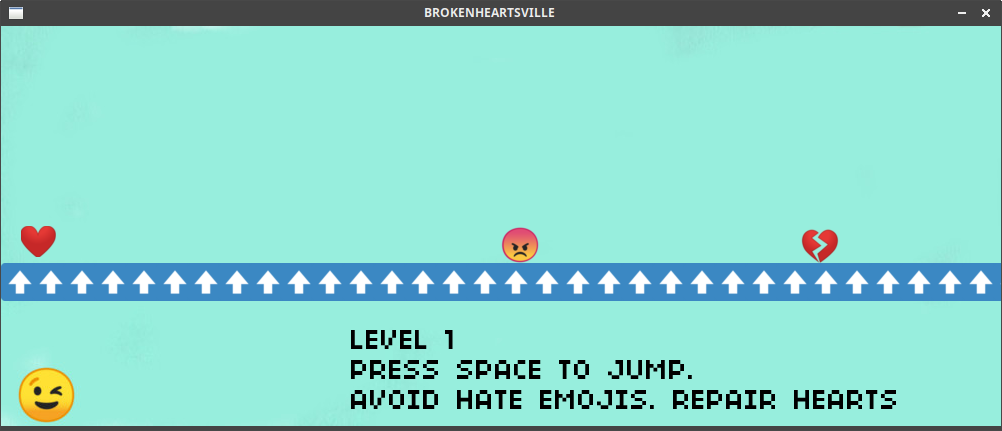 BROKENHEARTSVILLE
LEVEL 1
PRESS SPACE TO JUMP.
AVOID HATE EMOJIS. REPAIR HEARTS